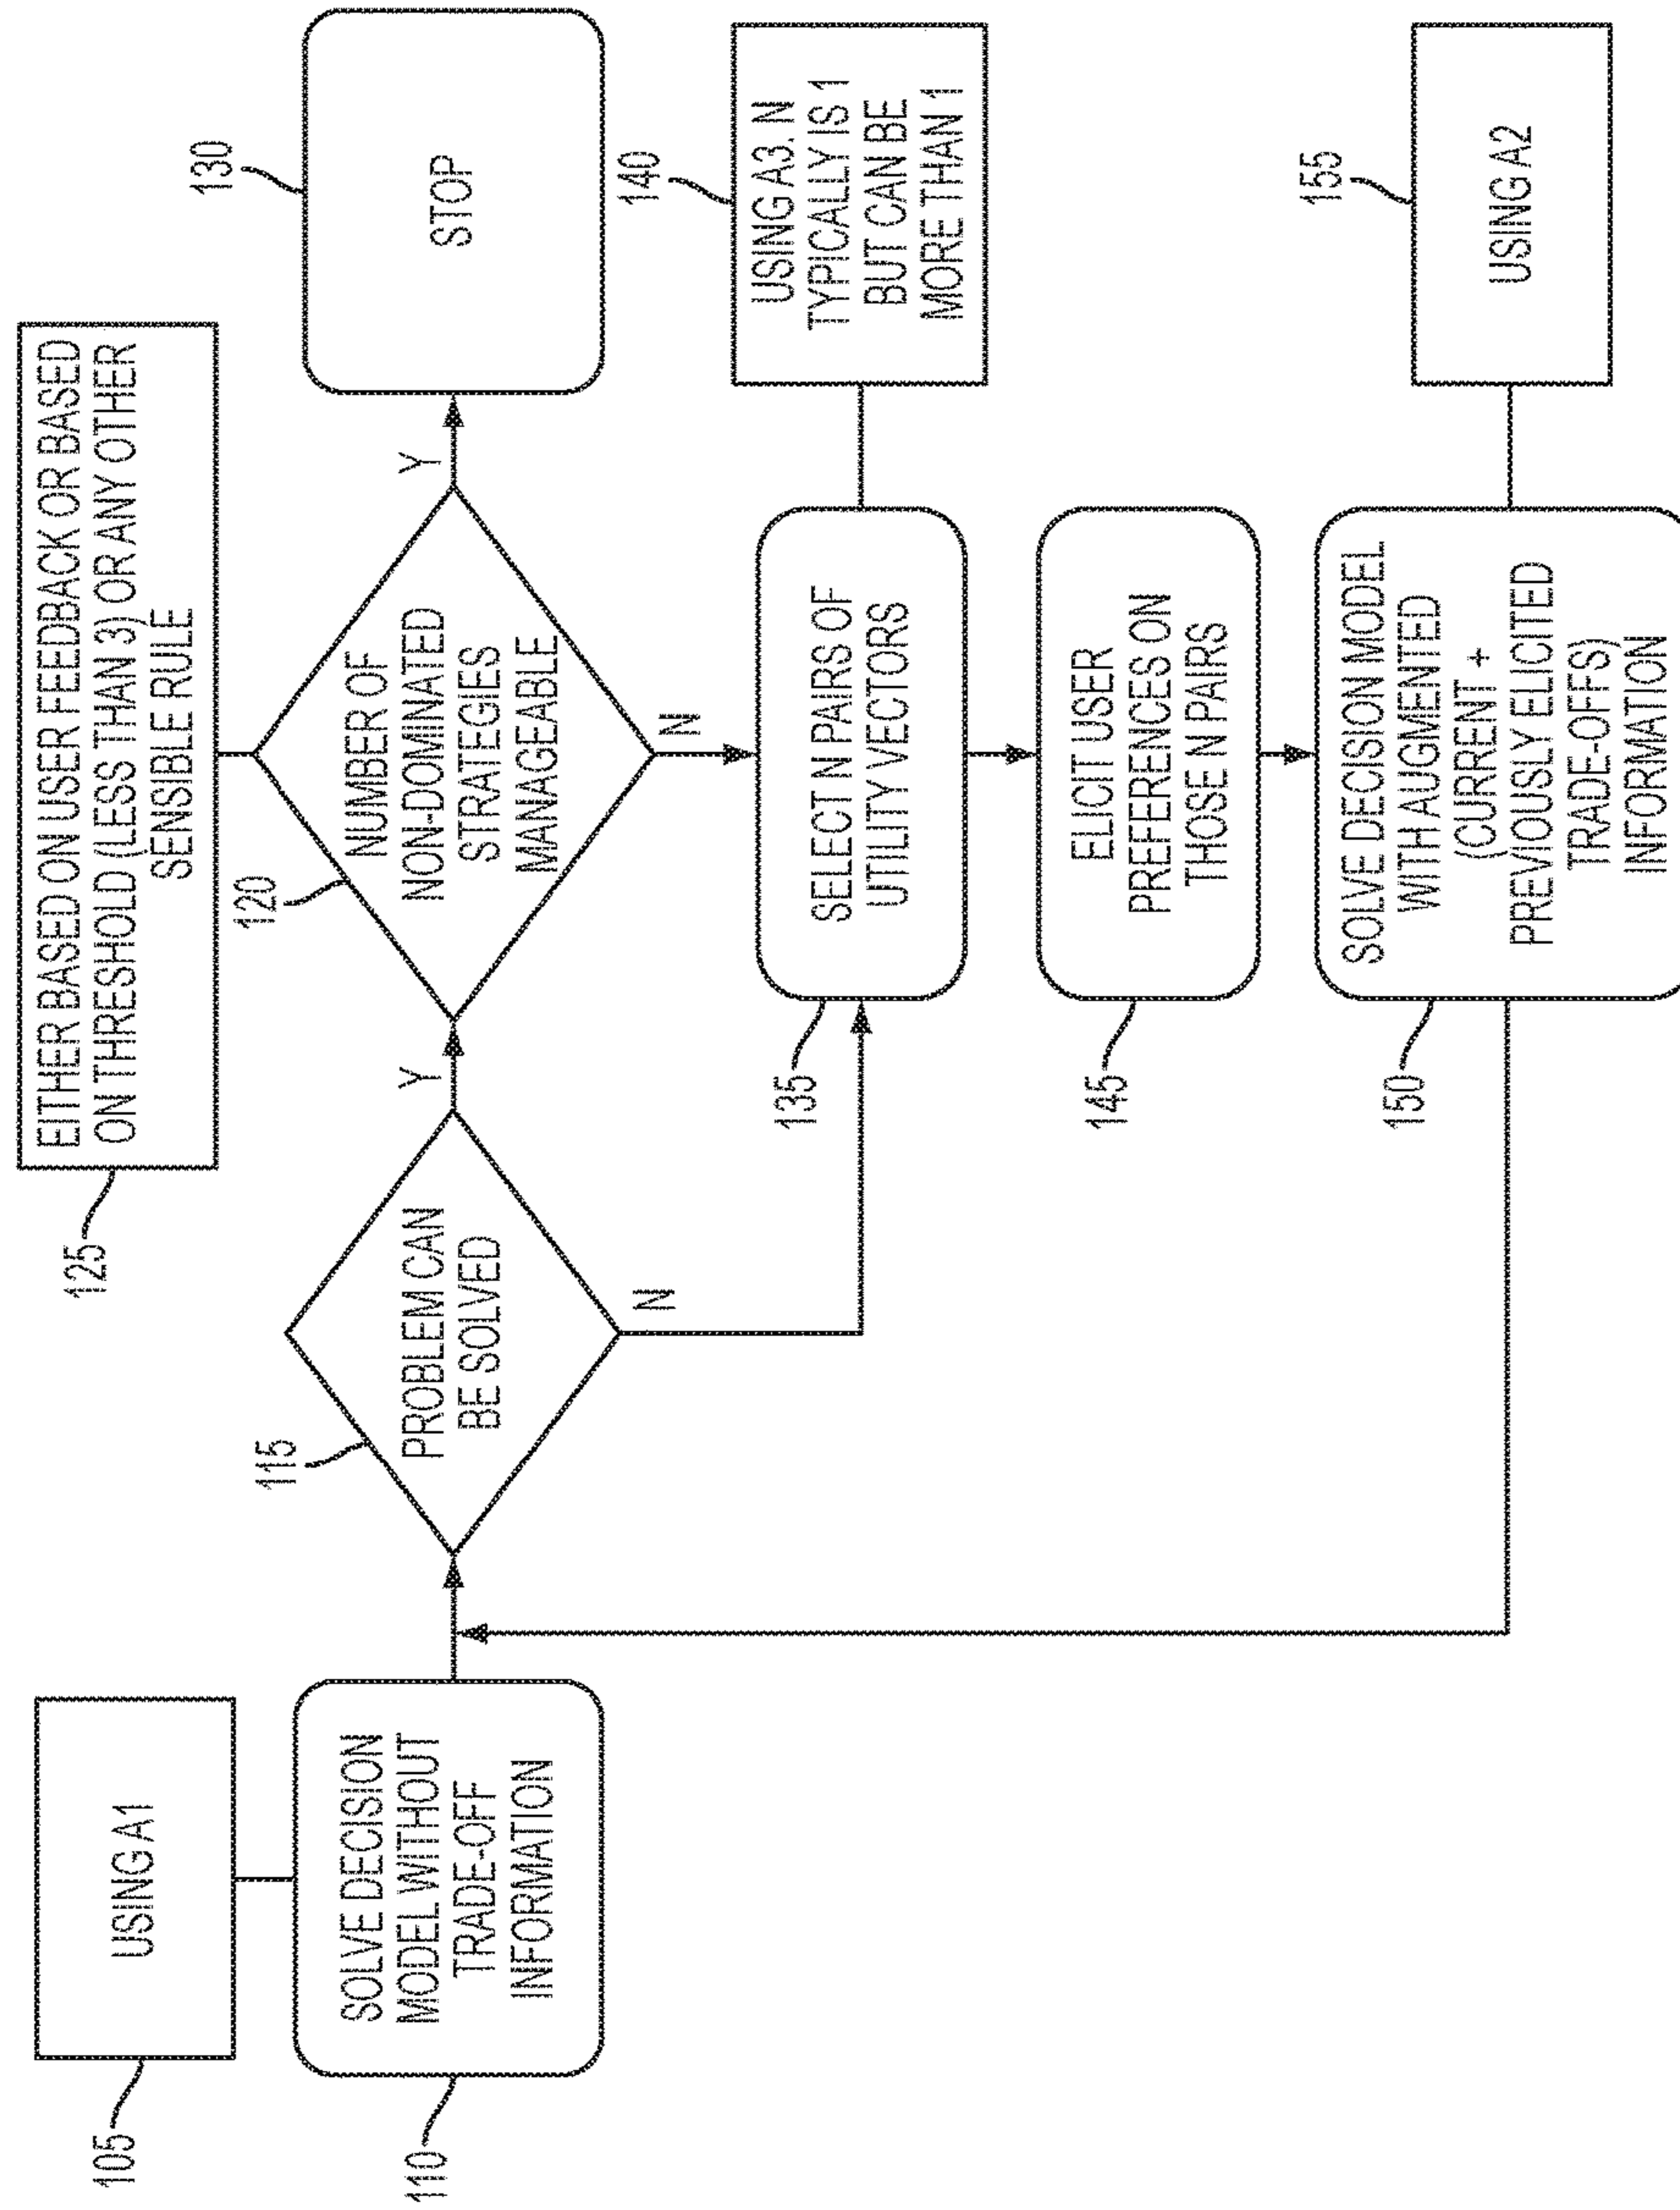 105
USING A1
110
SOLVE DECISION
MODEL WITHOUT
TRADE-OFF
INFORMATION
115
PROBLEM CAN
BE SOLVED
Y
N
125
EITHER BASED ON USER FEEDBACK OR BASED
ON THRESHOLD (LESS THAN 3) OR ANY OTHER
SENSIBLE RULE
120
NUMBER OF
NON-DOMINATED
STRATEGIES
MANAGEABLE
Y
N
130
STOP
135
SELECT N PAIRS OF
UTILITY VECTORS
140
USING A3. N
TYPICALLY IS 1
BUT CAN BE
MORE THAN 1
145
ELICIT USER
PREFERENCES ON
THOSE N PAIRS
150
SOLVE DECISION MODEL
WITH AUGMENTED
(CURRENT +
PREVIOUSLY ELICITED
TRADE-OFFS)
INFORMATION
155
USING A2